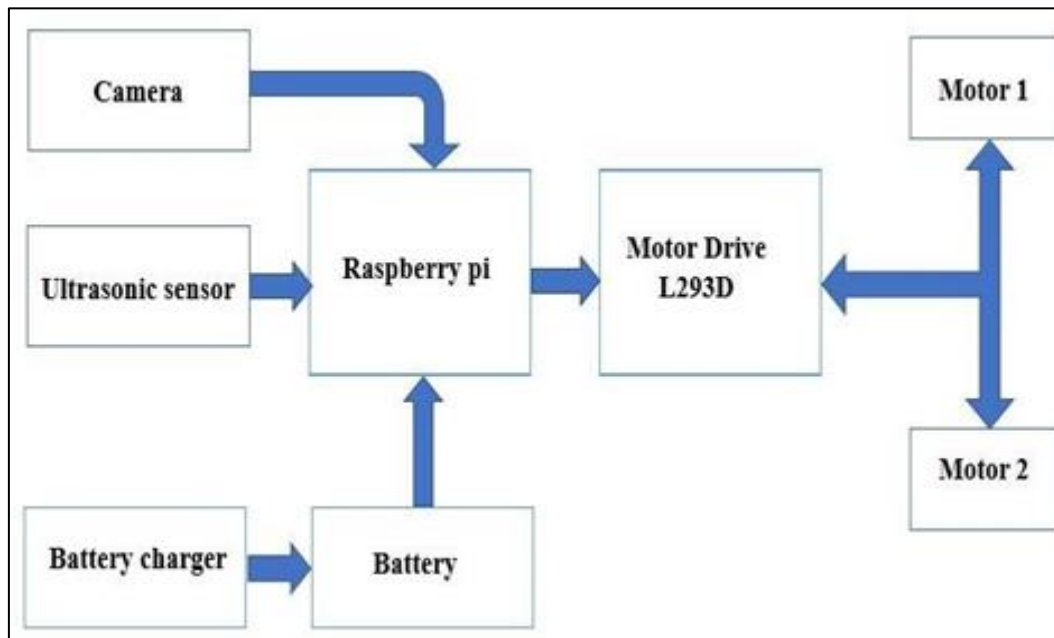 Camera
Motor 1
Ultrasonic sensor
Raspberry pi
Motor Drive
L293D
Motor 2
Battery charger
Battery